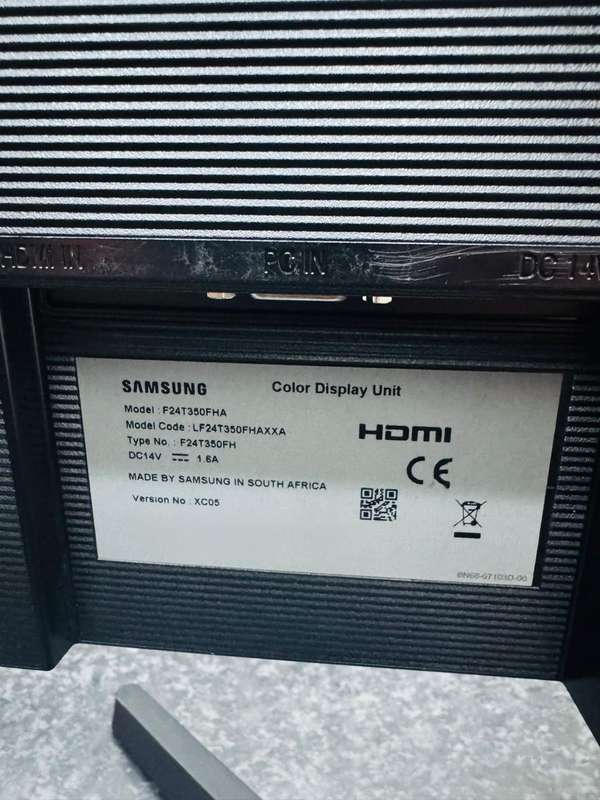 HDMI IN
PC IN
DC 14V
SAMSUNG
Color Display Unit
Model : F24T350FHA
Model Code : LF24T350FHAXXA
Type No. : F24T350FH
DC14V 1.6A
HDMI
CE
MADE BY SAMSUNG IN SOUTH AFRICA
Version No : XC05